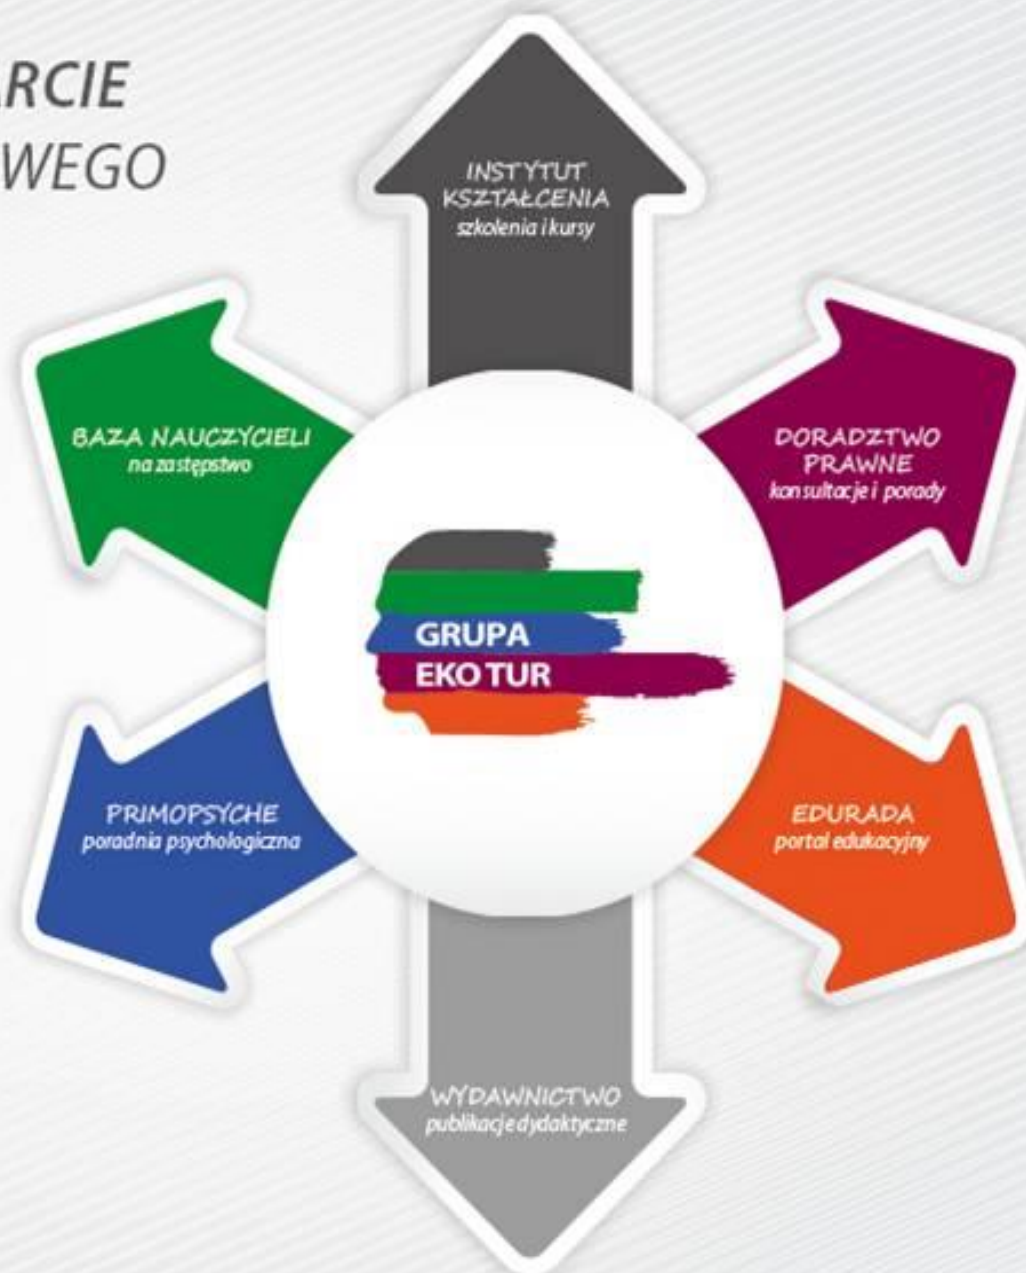 ARCIE
WEGO
INSTYTUT
KSZTAŁCENIA
szkolenia i kursy
BAZA NAUCZYCIELI
na zastępstwo
DORADZTWO
PRAWNE
konsultacje i porady
GRUPA
EKO TUR
PRIMOPSYCHE
poradnia psychologiczna
EDURADA
portal edukacyjny
WYDAWNICTWO
publikacje dydaktyczne